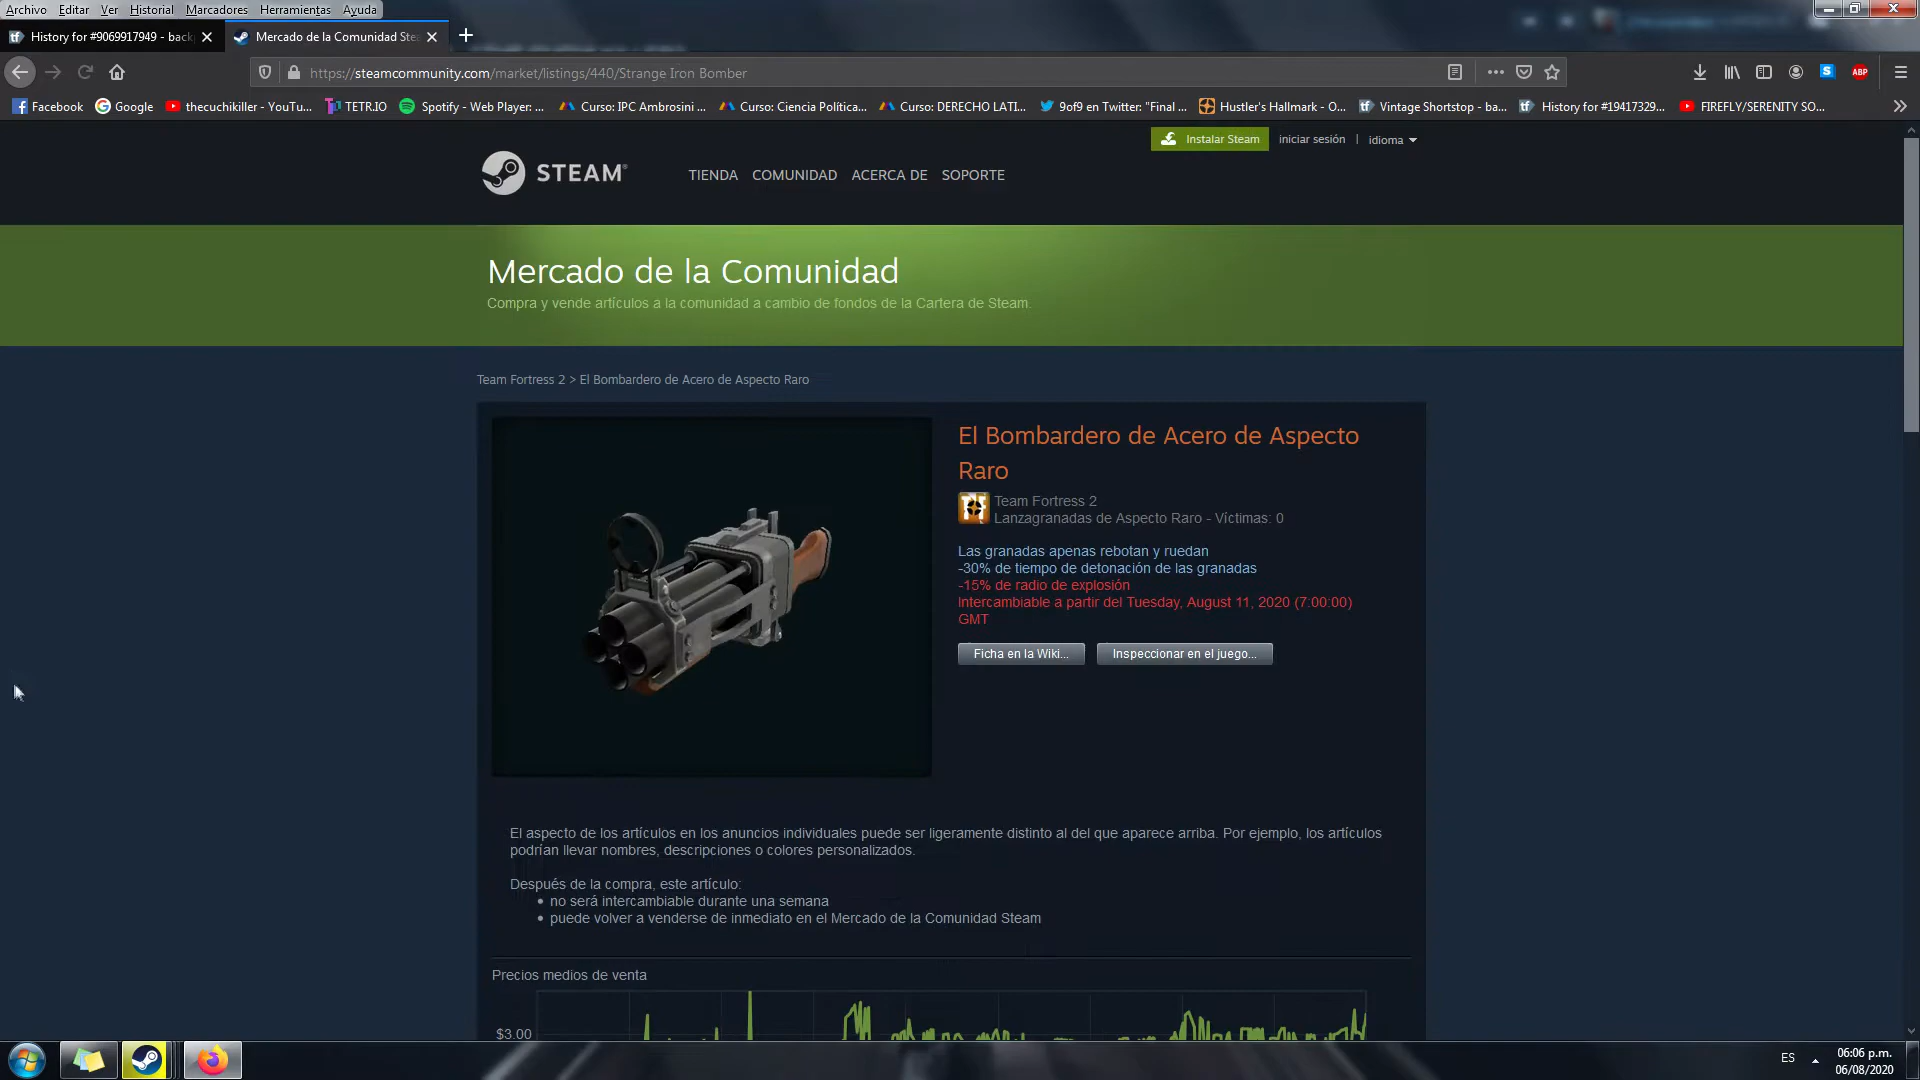 Archivo Editar Ver Historial Marcadores Herramientas Ayuda
History for #9069917949 - back
Mercado de la Comunidad Ste
https://steamcommunity.com/market/listings/440/Strange Iron Bomber
Facebook Google thecuchikiller - YouTu... TETR.IO Spotify - Web Player: ... Curso: IPC Ambrosini ... Curso: Ciencia Política... Curso: DERECHO LATI... 9of9 en Twitter: "Final ... Hustler's Hallmark - O... Vintage Shortstop - ba... History for #19417329... FIREFLY/SERENITY SO...
ABP
Instalar Steam iniciar sesión | idioma
STEAM
TIENDA COMUNIDAD ACERCA DE SOPORTE
Mercado de la Comunidad
Compra y vende artículos a la comunidad a cambio de fondos de la Cartera de Steam.
Team Fortress 2 > El Bombardero de Acero de Aspecto Raro
El Bombardero de Acero de Aspecto
Raro
Team Fortress 2
Lanzagranadas de Aspecto Raro - Víctimas: 0
Las granadas apenas rebotan y ruedan
-30% de tiempo de detonación de las granadas
-15% de radio de explosión
Intercambiable a partir del Tuesday, August 11, 2020 (7:00:00)
GMT
Ficha en la Wiki...
Inspeccionar en el juego...
El aspecto de los artículos en los anuncios individuales puede ser ligeramente distinto al del que aparece arriba. Por ejemplo, los artículos
podrían llevar nombres, descripciones o colores personalizados.
Después de la compra, este artículo:
• no será intercambiable durante una semana
• puede volver a venderse de inmediato en el Mercado de la Comunidad Steam
Precios medios de venta
$3.00
ES
06:06 p.m.
06/08/2020